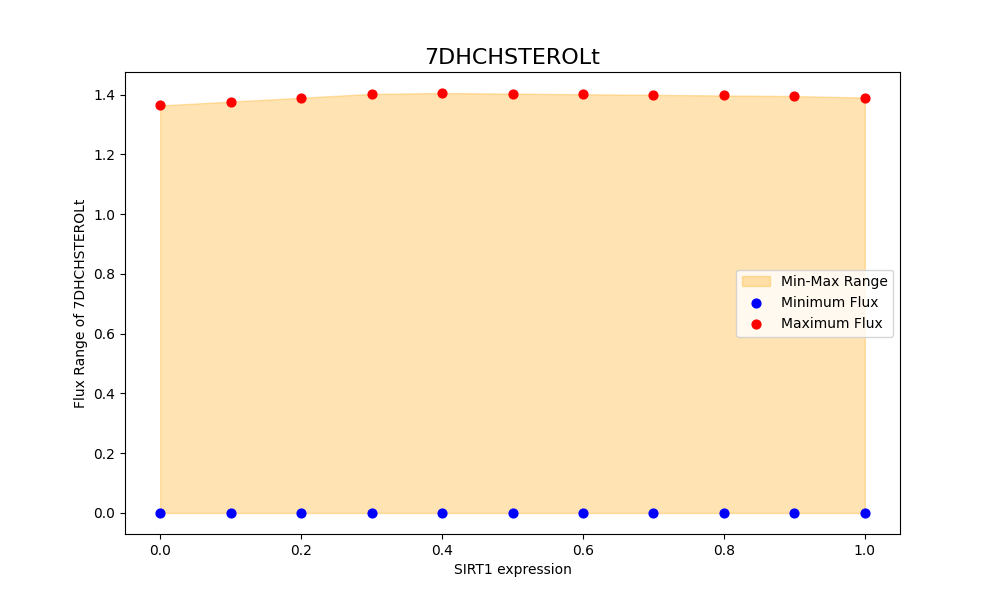 7DHCHSTEROLt
Flux Range of 7DHCHSTEROLt
1.4
1.2
1.0
0.8
0.6
0.4
0.2
0.0
Min-Max Range
Minimum Flux
Maximum Flux
0.0 0.2 0.4 0.6 0.8 1.0
SIRT1 expression